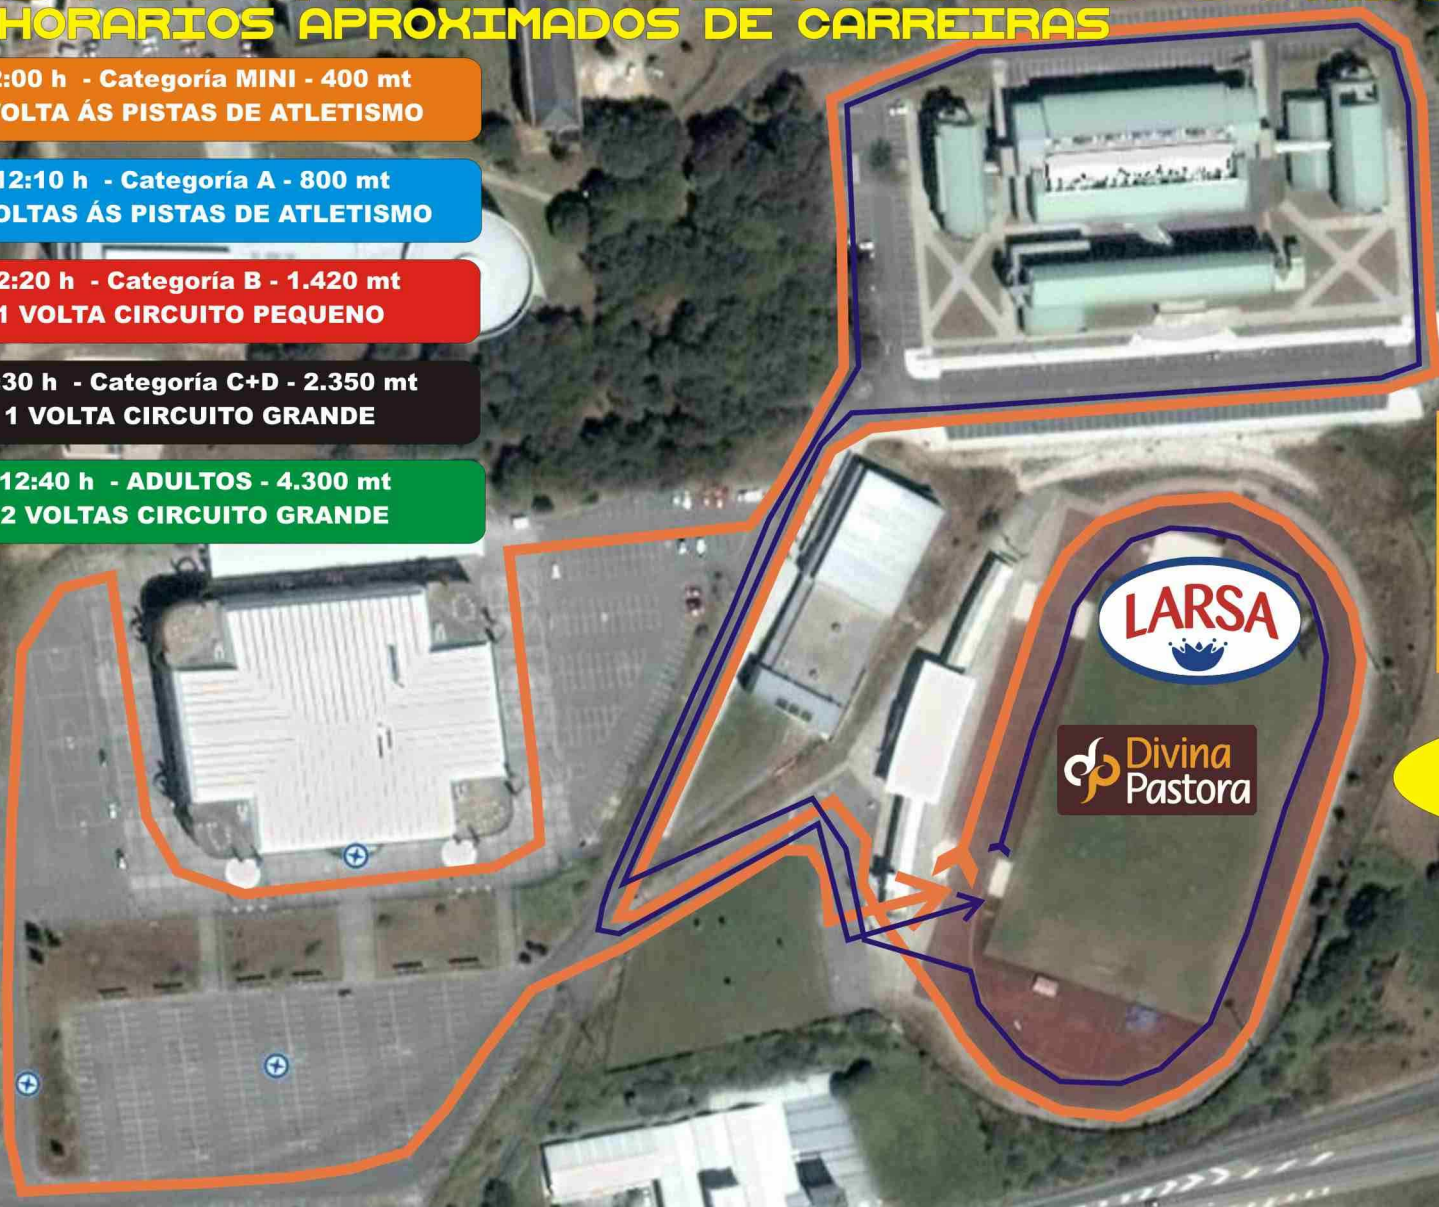 HORARIOS APROXIMADOS DE CARREIRAS
:00 h - Categoría MINI - 400 mt
OLTA ÁS PISTAS DE ATLETISMO
12:10 h - Categoría A - 800 mt
OLTAS ÁS PISTAS DE ATLETISMO
2:20 h - Categoría B - 1.420 mt
1 VOLTA CIRCUITO PEQUENO
:30 h - Categoría C+D - 2.350 mt
1 VOLTA CIRCUITO GRANDE
12:40 h - ADULTOS - 4.300 mt
2 VOLTAS CIRCUITO GRANDE
LARSA
dp Divina
Pastora